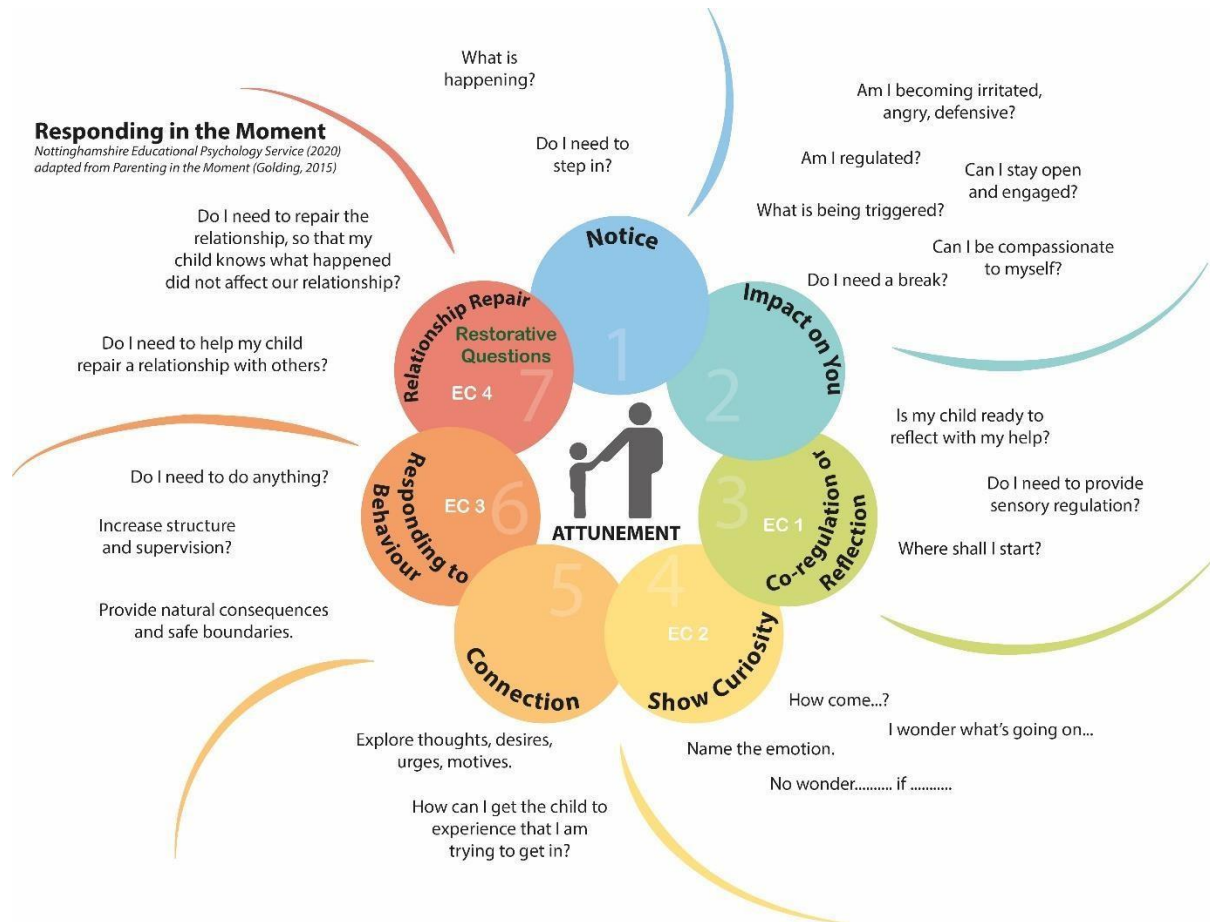 Responding in the Moment
Nottinghamshire Educational Psychology Service (2020)
adapted from Parenting in the Moment (Golding, 2015)
What is
happening?
Do I need to
step in?
Notice
1
Am I becoming irritated,
angry, defensive?
Am I regulated?
Can I stay open
and engaged?
What is being triggered?
Can I be compassionate
to myself?
Do I need a break?
Impact on You
2
Is my child ready to
reflect with my help?
Do I need to provide
sensory regulation?
Where shall I start?
3
EC 1
Co-regulation or
Reflection
How come...?
I wonder what's going on...
Name the emotion.
No wonder.......... if ...........
4
EC 2
Show Curiosity
Explore thoughts, desires,
urges, motives.
How can I get the child to
experience that I am
trying to get in?
5
Connection
Do I need to do anything?
Increase structure
and supervision?
Provide natural consequences
and safe boundaries.
6
EC 3
Responding to
Behaviour
Do I need to repair the
relationship, so that my
child knows what happened
did not affect our relationship?
Do I need to help my child
repair a relationship with others?
Relationship Repair
Restorative
Questions
7
EC 4
ATTUNEMENT